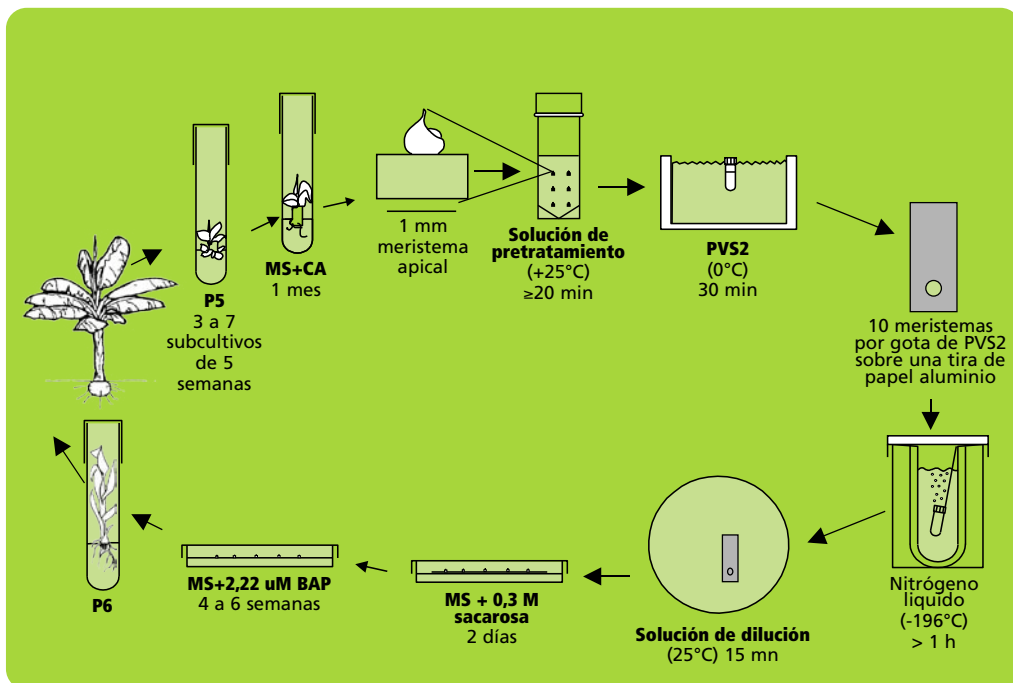 P5
3 a 7
subcultivos
de 5
semanas
MS+CA
1 mes
1 mm
meristema
apical
Solución de
pretratamiento
(+25°C)
≥20 min
PVS2
(0°C)
30 min
10 meristemas
por gota de PVS2
sobre una tira de
papel aluminio
Nitrógeno
liquido
(-196°C)
> 1 h
Solución de dilución
(25°C) 15 mn
MS + 0,3 M
sacarosa
2 días
MS+2,22 uM BAP
4 a 6 semanas
P6